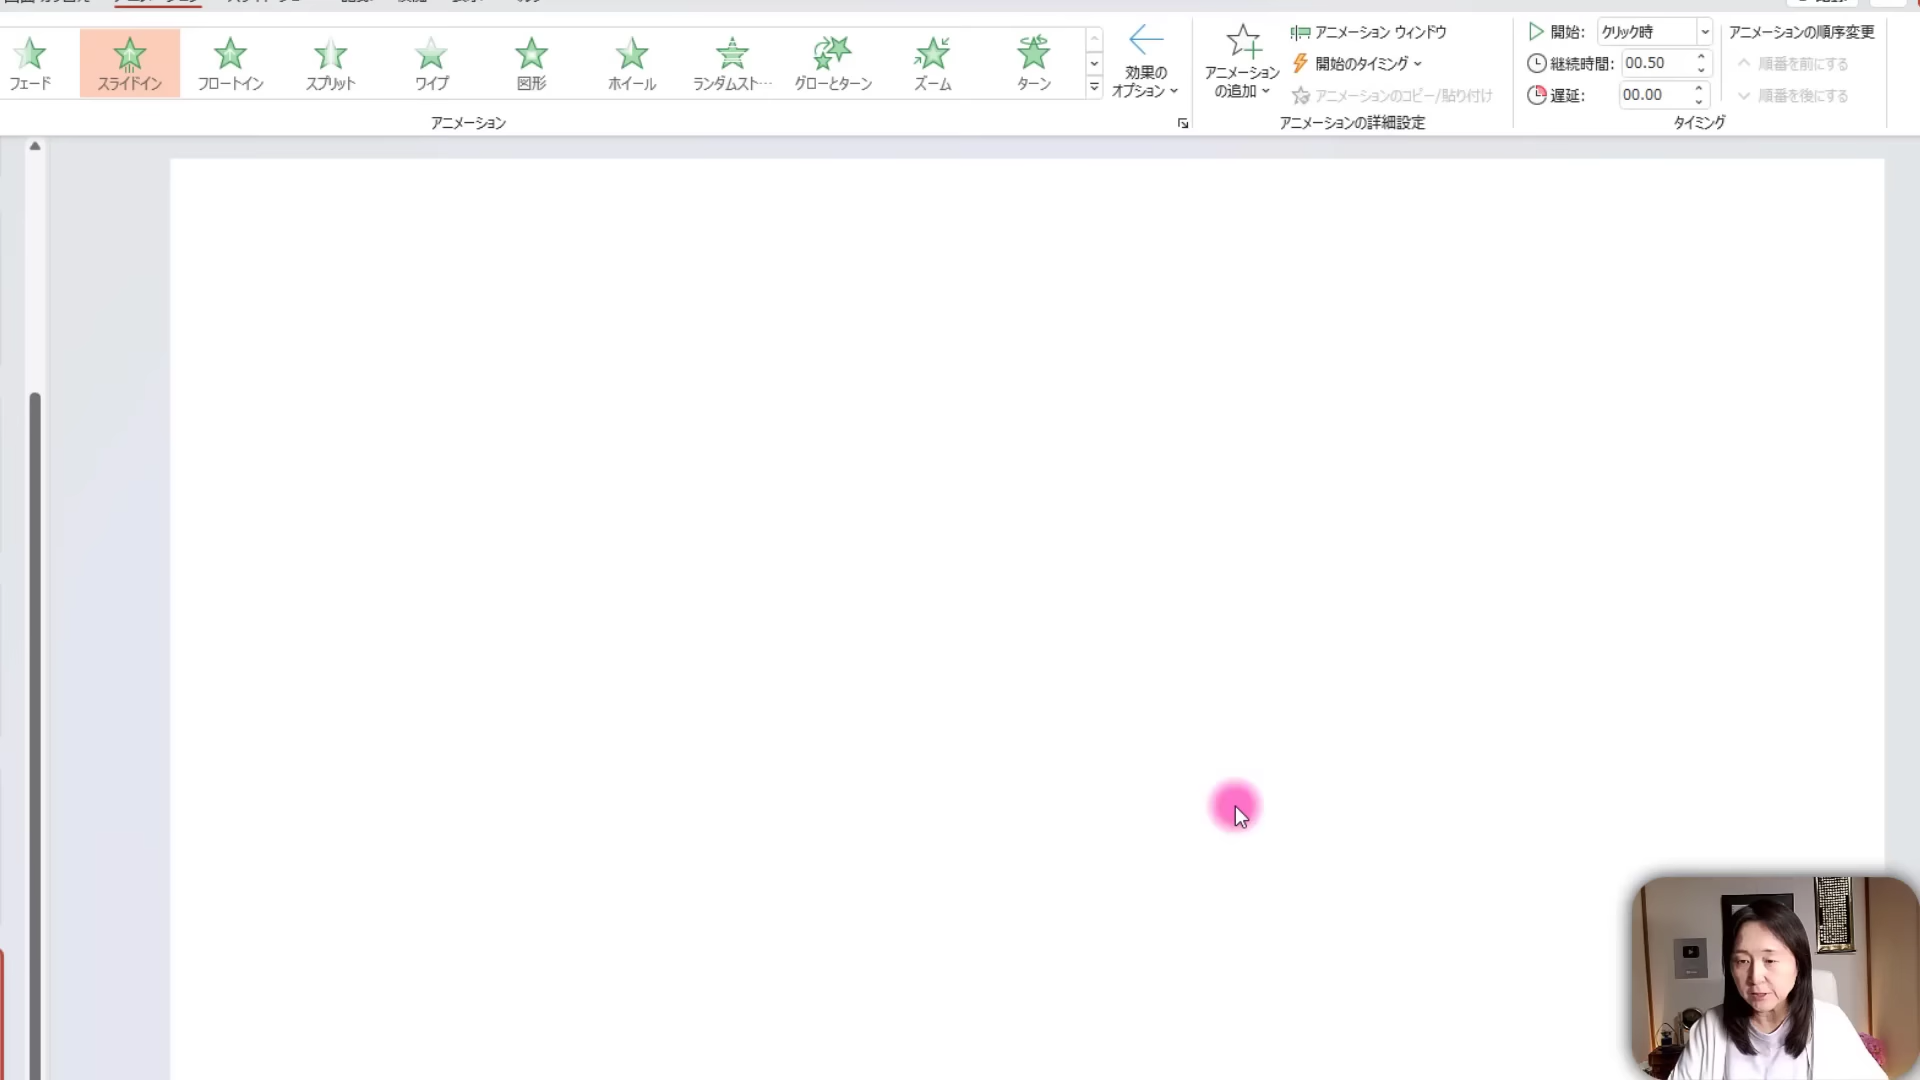 アニメーション
フェード
スライドイン
フロートイン
スプリット
ワイプ
図形
ホイール
ランダムスト…
グローとターン
ズーム
ターン
効果の
オプション
アニメーション
アニメーション
の追加
アニメーション ウィンドウ
開始のタイミング
アニメーションのコピー/貼り付け
アニメーションの詳細設定
開始: クリック時
継続時間: 00.50
遅延: 00.00
アニメーションの順序変更
順番を前にする
順番を後にする
タイミング